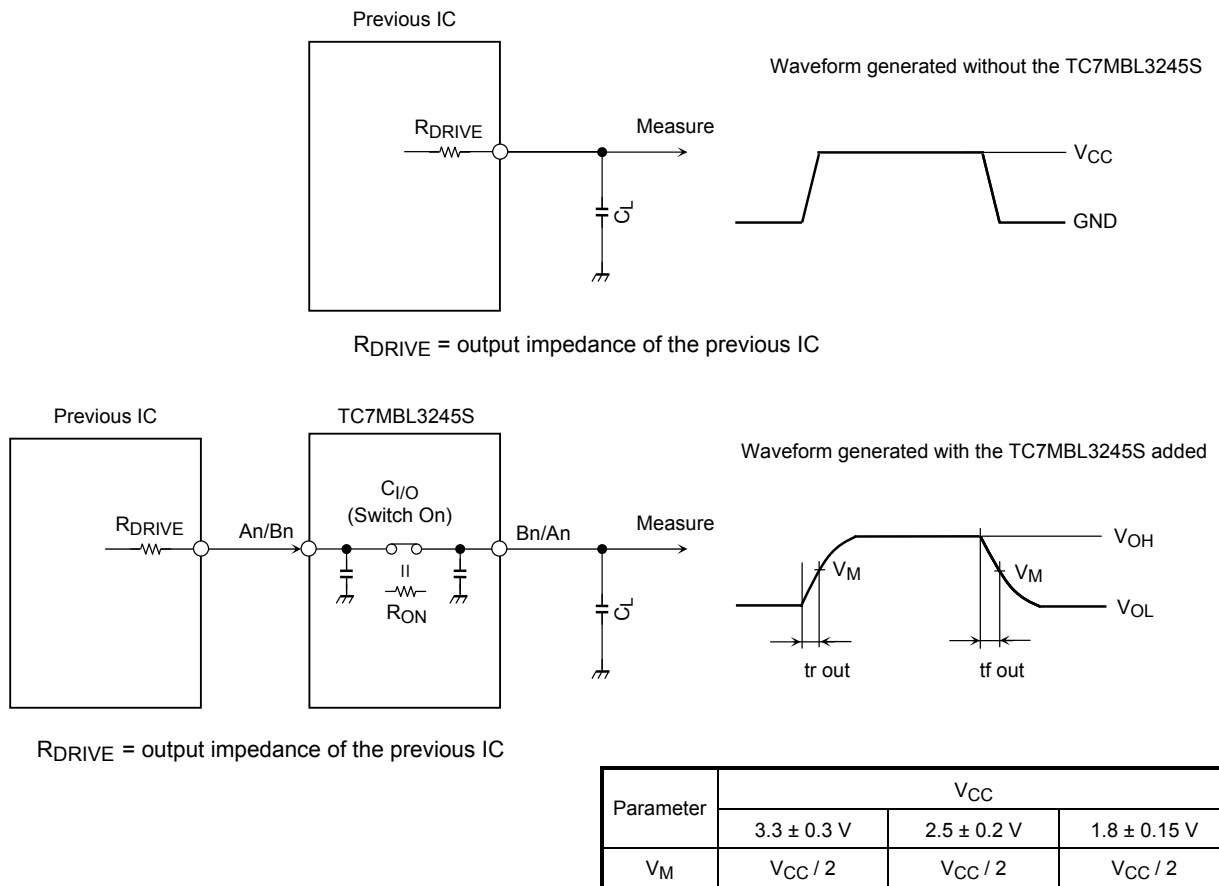 Previous IC
Waveform generated without the TC7MBL3245S
RDRIVE
Measure
VCC
CL
GND
RDRIVE = output impedance of the previous IC
Previous IC
TC7MBL3245S
Waveform generated with the TC7MBL3245S added
CI/O
(Switch On)
RDRIVE
An/Bn
Bn/An
Measure
RON
CL
VOH
VM
VM
VOL
tr out
tf out
RDRIVE = output impedance of the previous IC
Parameter
VCC
3.3 ± 0.3 V
2.5 ± 0.2 V
1.8 ± 0.15 V
VM
VCC / 2
VCC / 2
VCC / 2